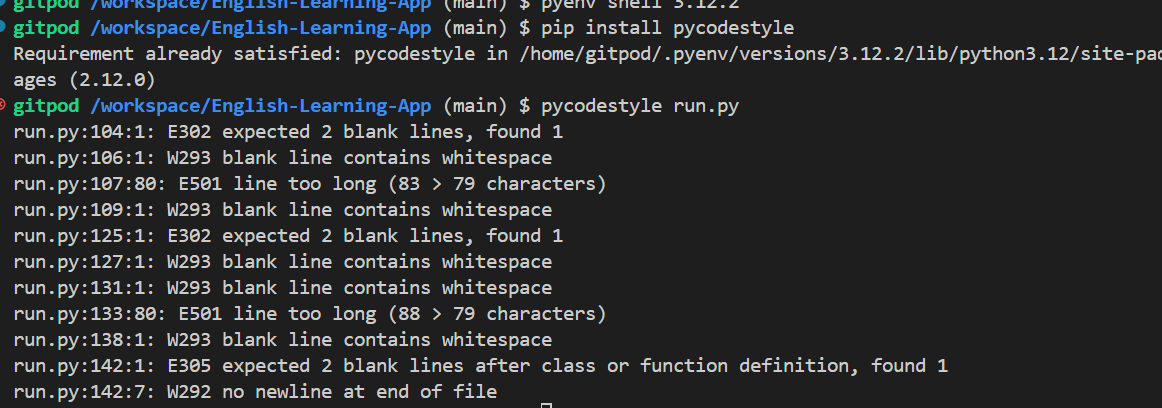 gitpod /workspace/English-Learning-App (main) $ pyenv shell 3.12.2
gitpod /workspace/English-Learning-App (main) $ pip install pycodestyle
Requirement already satisfied: pycodestyle in /home/gitpod/.pyenv/versions/3.12.2/lib/python3.12/site-pac
ages (2.12.0)
gitpod /workspace/English-Learning-App (main) $ pycodestyle run.py
run.py:104:1: E302 expected 2 blank lines, found 1
run.py:106:1: W293 blank line contains whitespace
run.py:107:80: E501 line too long (83 > 79 characters)
run.py:109:1: W293 blank line contains whitespace
run.py:125:1: E302 expected 2 blank lines, found 1
run.py:127:1: W293 blank line contains whitespace
run.py:131:1: W293 blank line contains whitespace
run.py:133:80: E501 line too long (88 > 79 characters)
run.py:138:1: W293 blank line contains whitespace
run.py:142:1: E305 expected 2 blank lines after class or function definition, found 1
run.py:142:7: W292 no newline at end of file